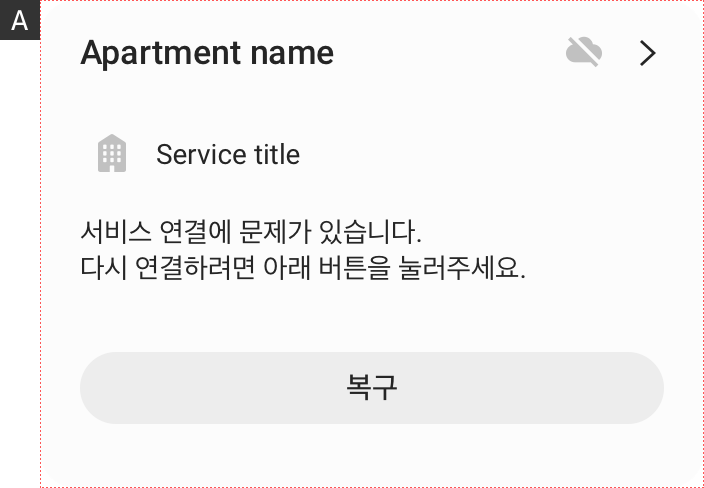 A
Apartment name
Service title
서비스 연결에 문제가 있습니다.
다시 연결하려면 아래 버튼을 눌러주세요.
복구